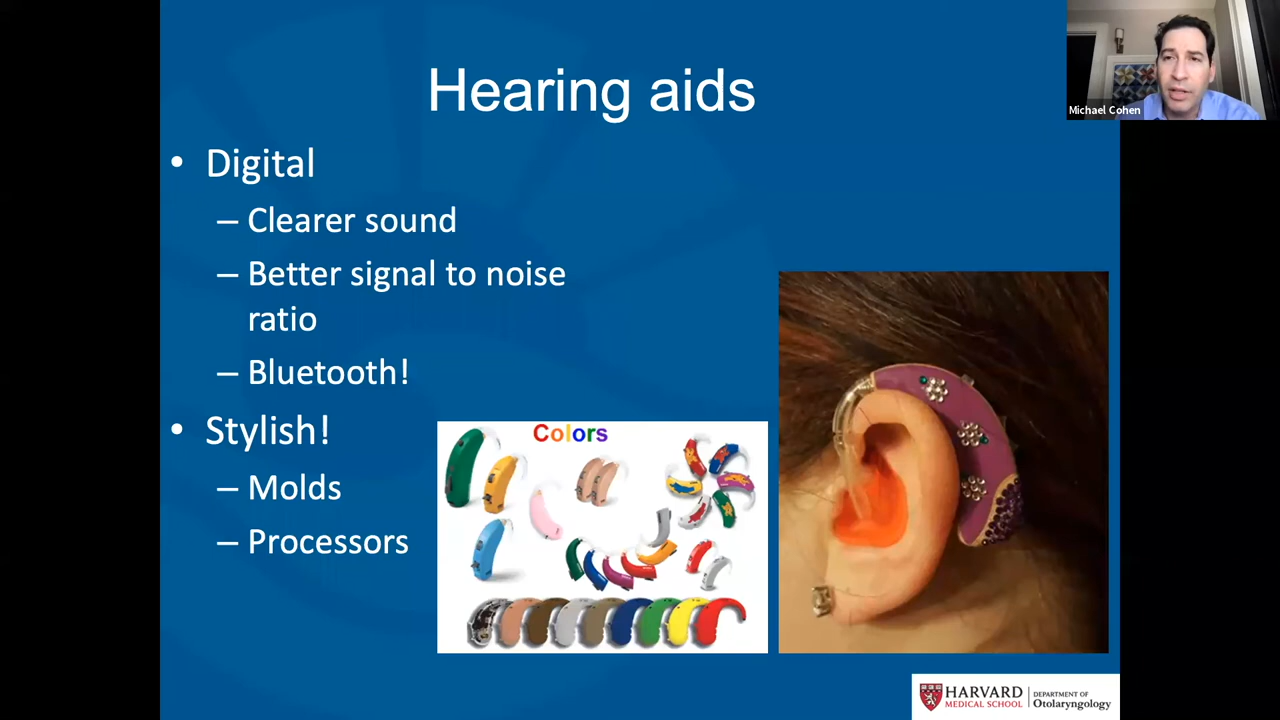 Hearing aids
Michael Cohen
• Digital
– Clearer sound
– Better signal to noise
ratio
– Bluetooth!
• Stylish!
– Molds
– Processors
Colors
HARVARD
MEDICAL SCHOOL
DEPARTMENT OF
Otolaryngology